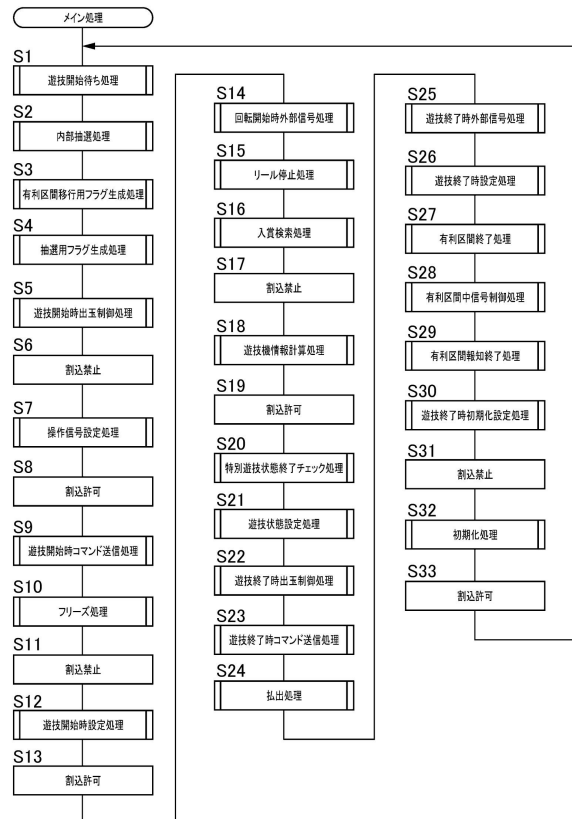 メイン処理
S1
遊技開始待ち処理
S2
内部抽選処理
S3
有利区間移行用フラグ生成処理
S4
抽選用フラグ生成処理
S5
遊技開始時出玉制御処理
S6
割込禁止
S7
操作信号設定処理
S8
割込許可
S9
遊技開始時コマンド送信処理
S10
フリーズ処理
S11
割込禁止
S12
遊技開始時設定処理
S13
割込許可
S14
回転開始時外部信号処理
S15
リール停止処理
S16
入賞検索処理
S17
割込禁止
S18
遊技機情報計算処理
S19
割込許可
S20
特別遊技状態終了チェック処理
S21
遊技状態設定処理
S22
遊技終了時出玉制御処理
S23
遊技終了時コマンド送信処理
S24
払出処理
S25
遊技終了時外部信号処理
S26
遊技終了時設定処理
S27
有利区間終了処理
S28
有利区間中信号制御処理
S29
有利区間報知終了処理
S30
遊技終了時初期化設定処理
S31
割込禁止
S32
初期化処理
S33
割込許可